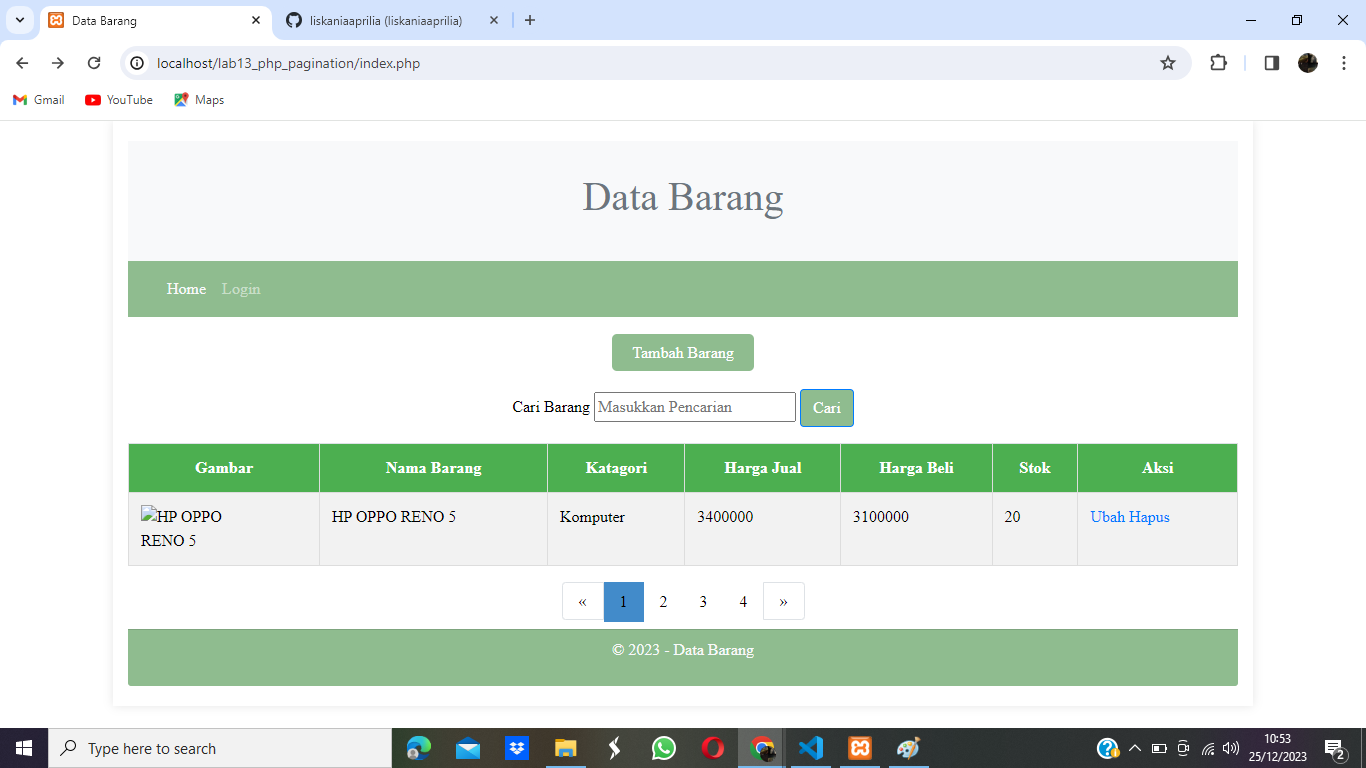 Data Barang
liskaniaaprilia (liskaniaaprilia)
localhost/lab13_php_pagination/index.php
Gmail YouTube Maps
Data Barang
Home Login
Tambah Barang
Cari Barang Masukkan Pencarian Cari
Gambar Nama Barang Katagori Harga Jual Harga Beli Stok Aksi
HP OPPO RENO 5 HP OPPO RENO 5 Komputer 3400000 3100000 20 Ubah Hapus
« 1 2 3 4 »
© 2023 - Data Barang
Type here to search
10:53
25/12/2023
2